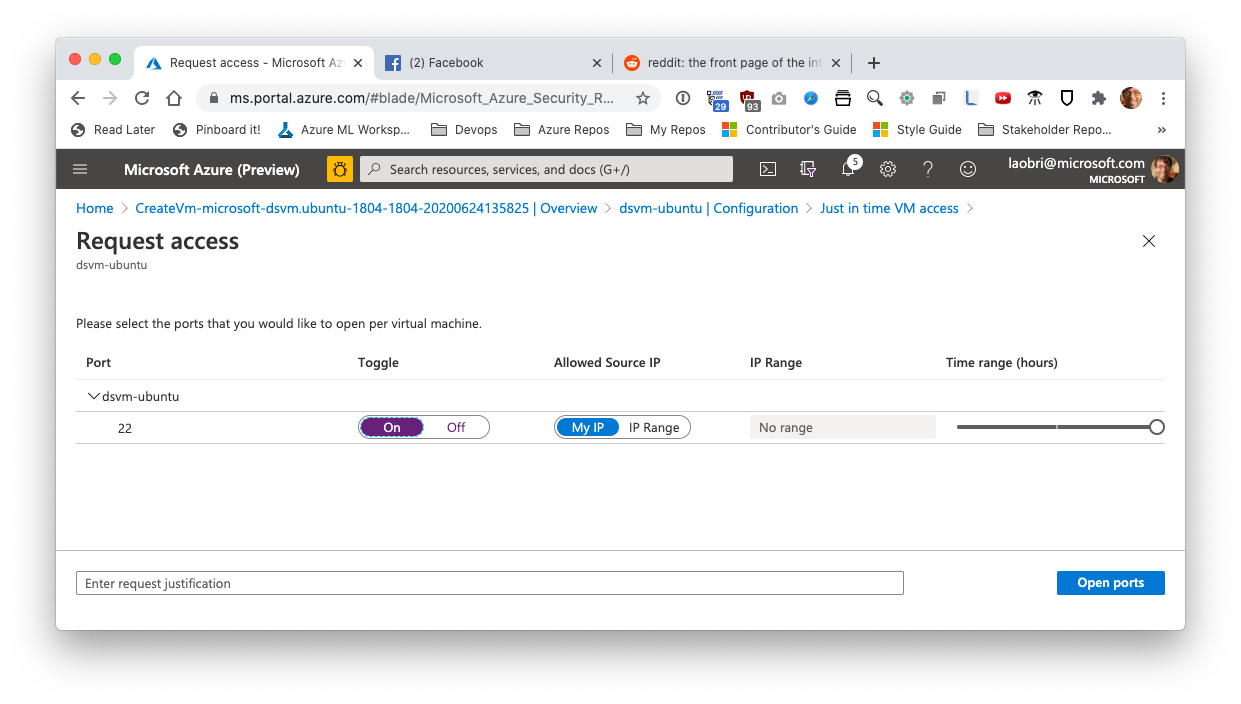 Request access - Microsoft Az
(2) Facebook
reddit: the front page of the int
ms.portal.azure.com/#blade/Microsoft_Azure_Security_R...
29
93
Read Later
Pinboard it!
Azure ML Worksp...
Devops
Azure Repos
My Repos
Contributor's Guide
Style Guide
Stakeholder Repo...
»
Microsoft Azure (Preview)
Search resources, services, and docs (G+/)
5
laobri@microsoft.com
MICROSOFT
Home > CreateVm-microsoft-dsvm.ubuntu-1804-1804-20200624135825 | Overview > dsvm-ubuntu | Configuration > Just in time VM access >
Request access
dsvm-ubuntu
Please select the ports that you would like to open per virtual machine.
Port Toggle Allowed Source IP IP Range Time range (hours)
dsvm-ubuntu
22 On Off My IP IP Range No range
Enter request justification
Open ports